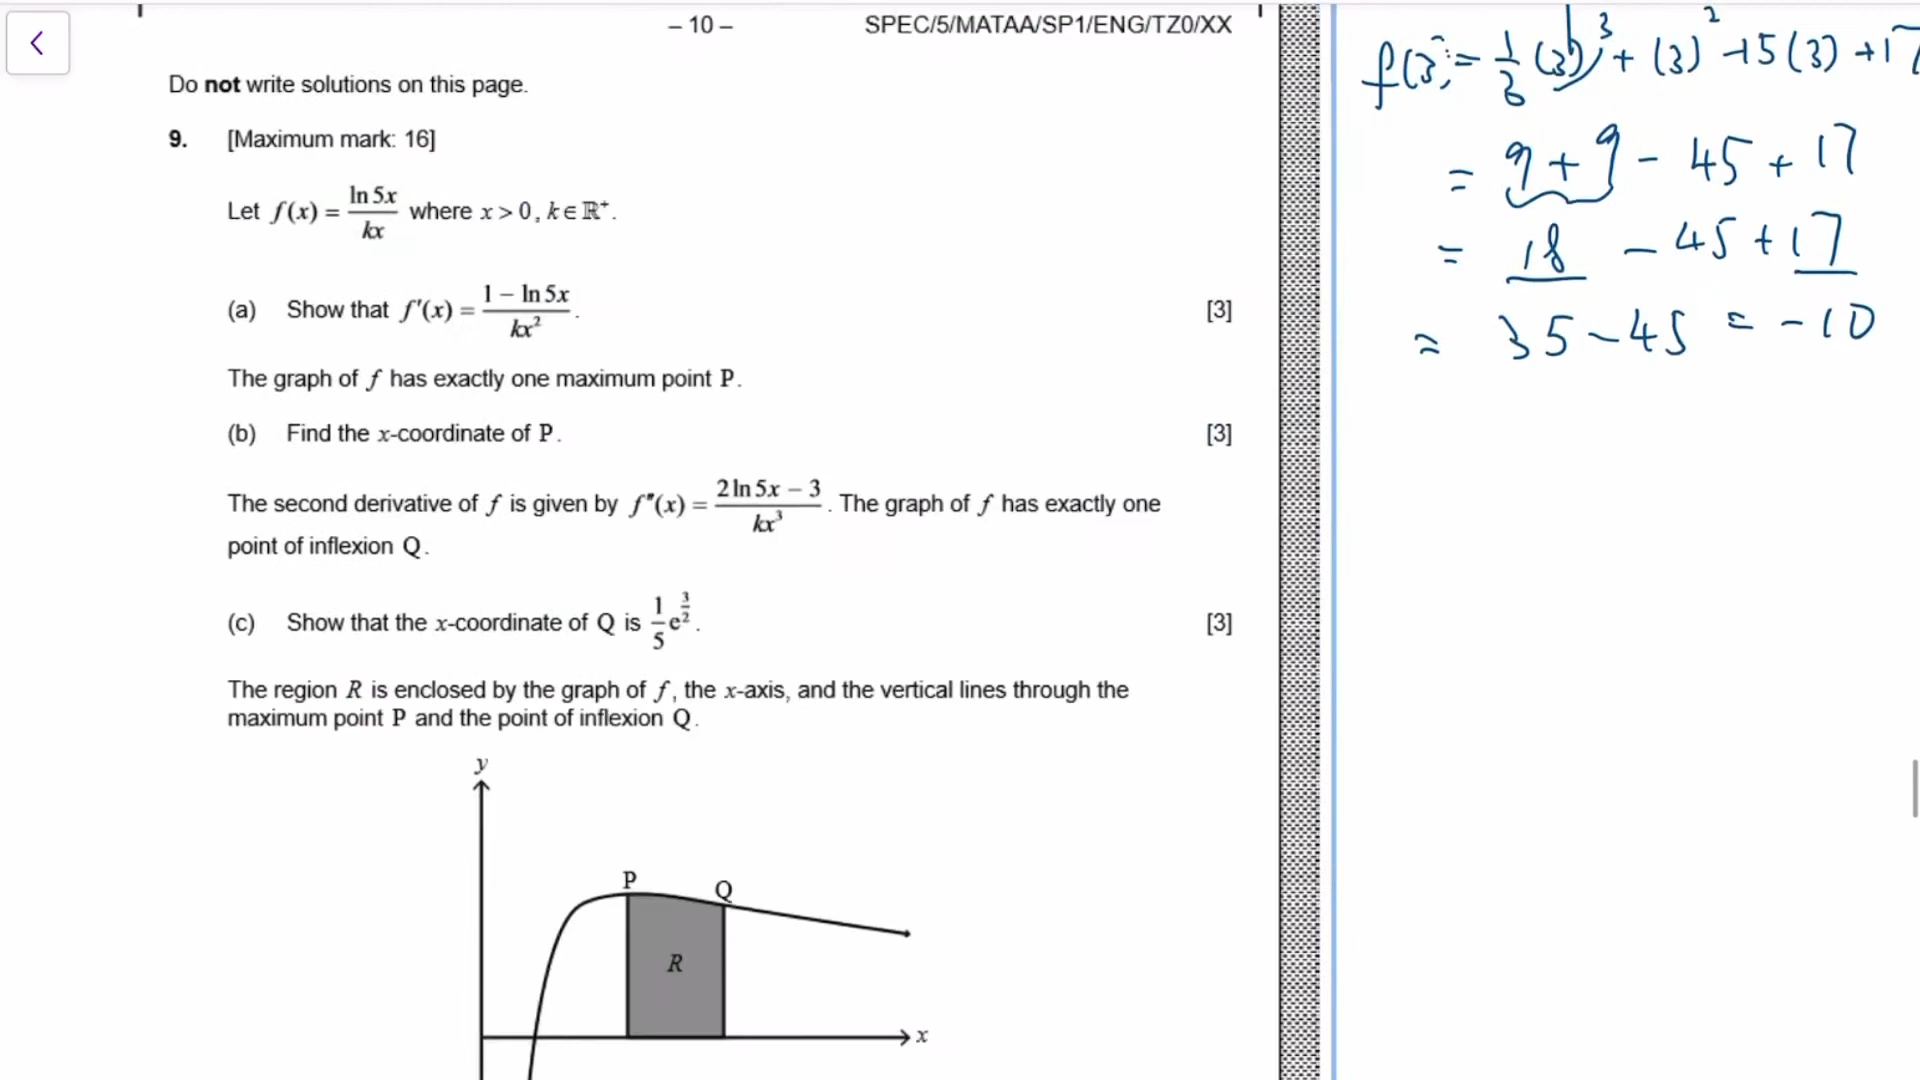 – 10 –
SPEC/5/MATAA/SP1/ENG/TZ0/XX
Do not write solutions on this page.
9. [Maximum mark: 16]
Let f(x) = ln 5x / kx where x > 0, k ∈ ℝ⁺.
(a) Show that f′(x) = (1 – ln 5x) / kx². [3]
The graph of f has exactly one maximum point P.
(b) Find the x-coordinate of P. [3]
The second derivative of f is given by f″(x) = (2 ln 5x – 3) / kx³. The graph of f has exactly one
point of inflexion Q.
(c) Show that the x-coordinate of Q is 1/5 e^(3/2). [3]
The region R is enclosed by the graph of f, the x-axis, and the vertical lines through the
maximum point P and the point of inflexion Q.
y
P
Q
R
x
f(3) = 1/3 (3)³ + (3)² - 15(3) + 17
= 9 + 9 - 45 + 17
= 18 - 45 + 17
= 35 - 45 = -10